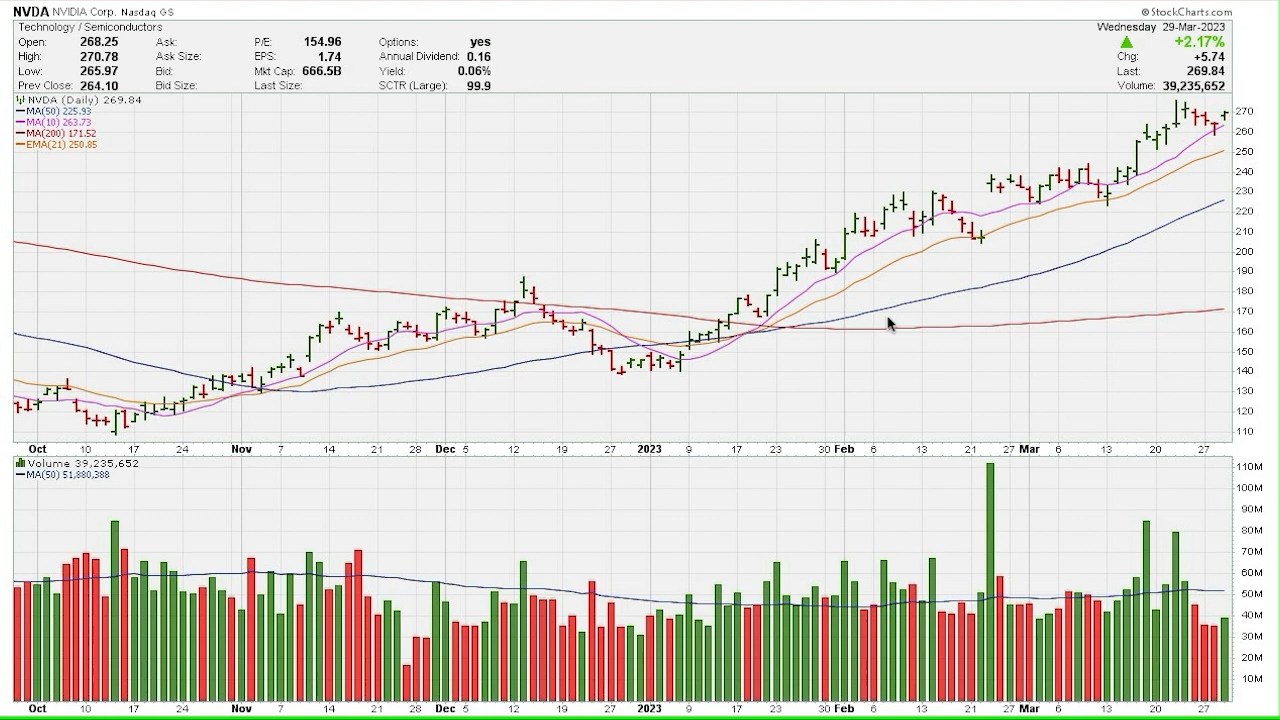 NVDA NVIDIA Corp. Nasdaq GS
© StockCharts.com
Technology / Semiconductors
Wednesday 29-Mar-2023
Open: 268.25 Ask: P/E: 154.96 Options: yes
▲ +2.17%
High: 270.78 Ask Size: EPS: 1.74 Annual Dividend: 0.16
Chg: +5.74
Low: 265.97 Bid: Mkt Cap: 666.5B Yield: 0.06%
Last: 269.84
Prev Close: 264.10 Bid Size: Last Size: SCTR (Large): 99.9
Volume: 39,235,652
NVDA (Daily) 269.84
MA(50) 225.93
MA(10) 263.73
MA(200) 171.52
EMA(21) 250.85
270
260
250
240
230
220
210
200
190
180
170
160
150
140
130
120
110
Oct 10 17 24 Nov 7 14 21 28 Dec 5 12 19 27 2023 9 17 23 30 Feb 6 13 21 27 Mar 6 13 20 27
Volume 39,235,652
MA(50) 51,880,388
110M
100M
90M
80M
70M
60M
50M
40M
30M
20M
10M
Oct 10 17 24 Nov 7 14 21 28 Dec 5 12 19 27 2023 9 17 23 30 Feb 6 13 21 27 Mar 6 13 20 27